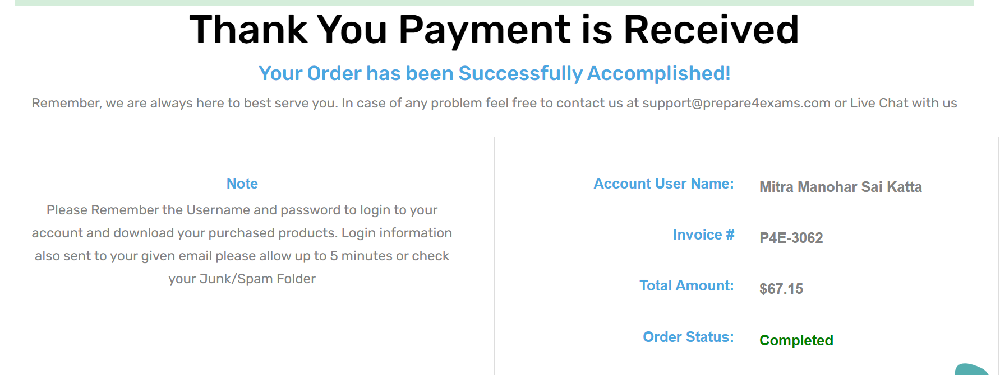 Thank You Payment is Received
Your Order has been Successfully Accomplished!
Remember, we are always here to best serve you. In case of any problem feel free to contact us at support@prepare4exams.com or Live Chat with us
Note
Please Remember the Username and password to login to your
account and download your purchased products. Login information
also sent to your given email please allow up to 5 minutes or check
your Junk/Spam Folder
Account User Name: Mitra Manohar Sai Katta
Invoice # P4E-3062
Total Amount: $67.15
Order Status: Completed